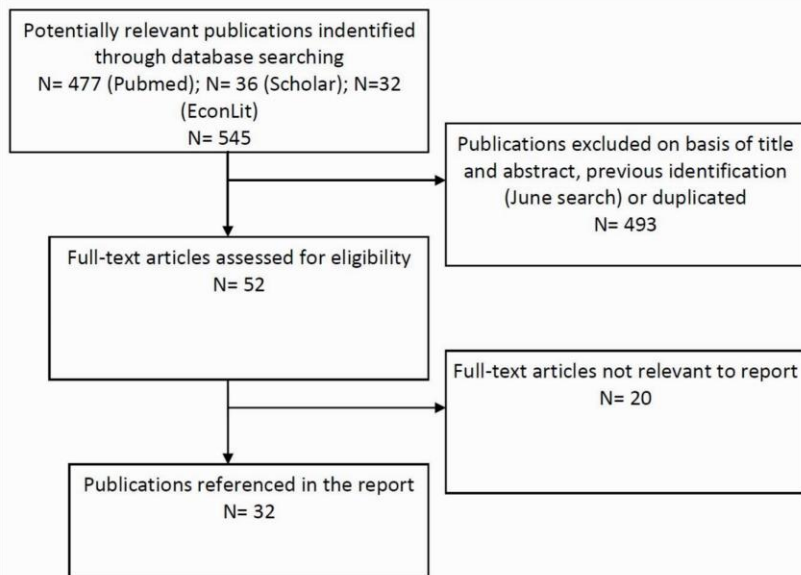 Potentially relevant publications indentified
through database searching
N= 477 (Pubmed); N= 36 (Scholar); N=32
(EconLit)
N= 545
Publications excluded on basis of title
and abstract, previous identification
(June search) or duplicated
N= 493
Full-text articles assessed for eligibility
N= 52
Full-text articles not relevant to report
N= 20
Publications referenced in the report
N= 32